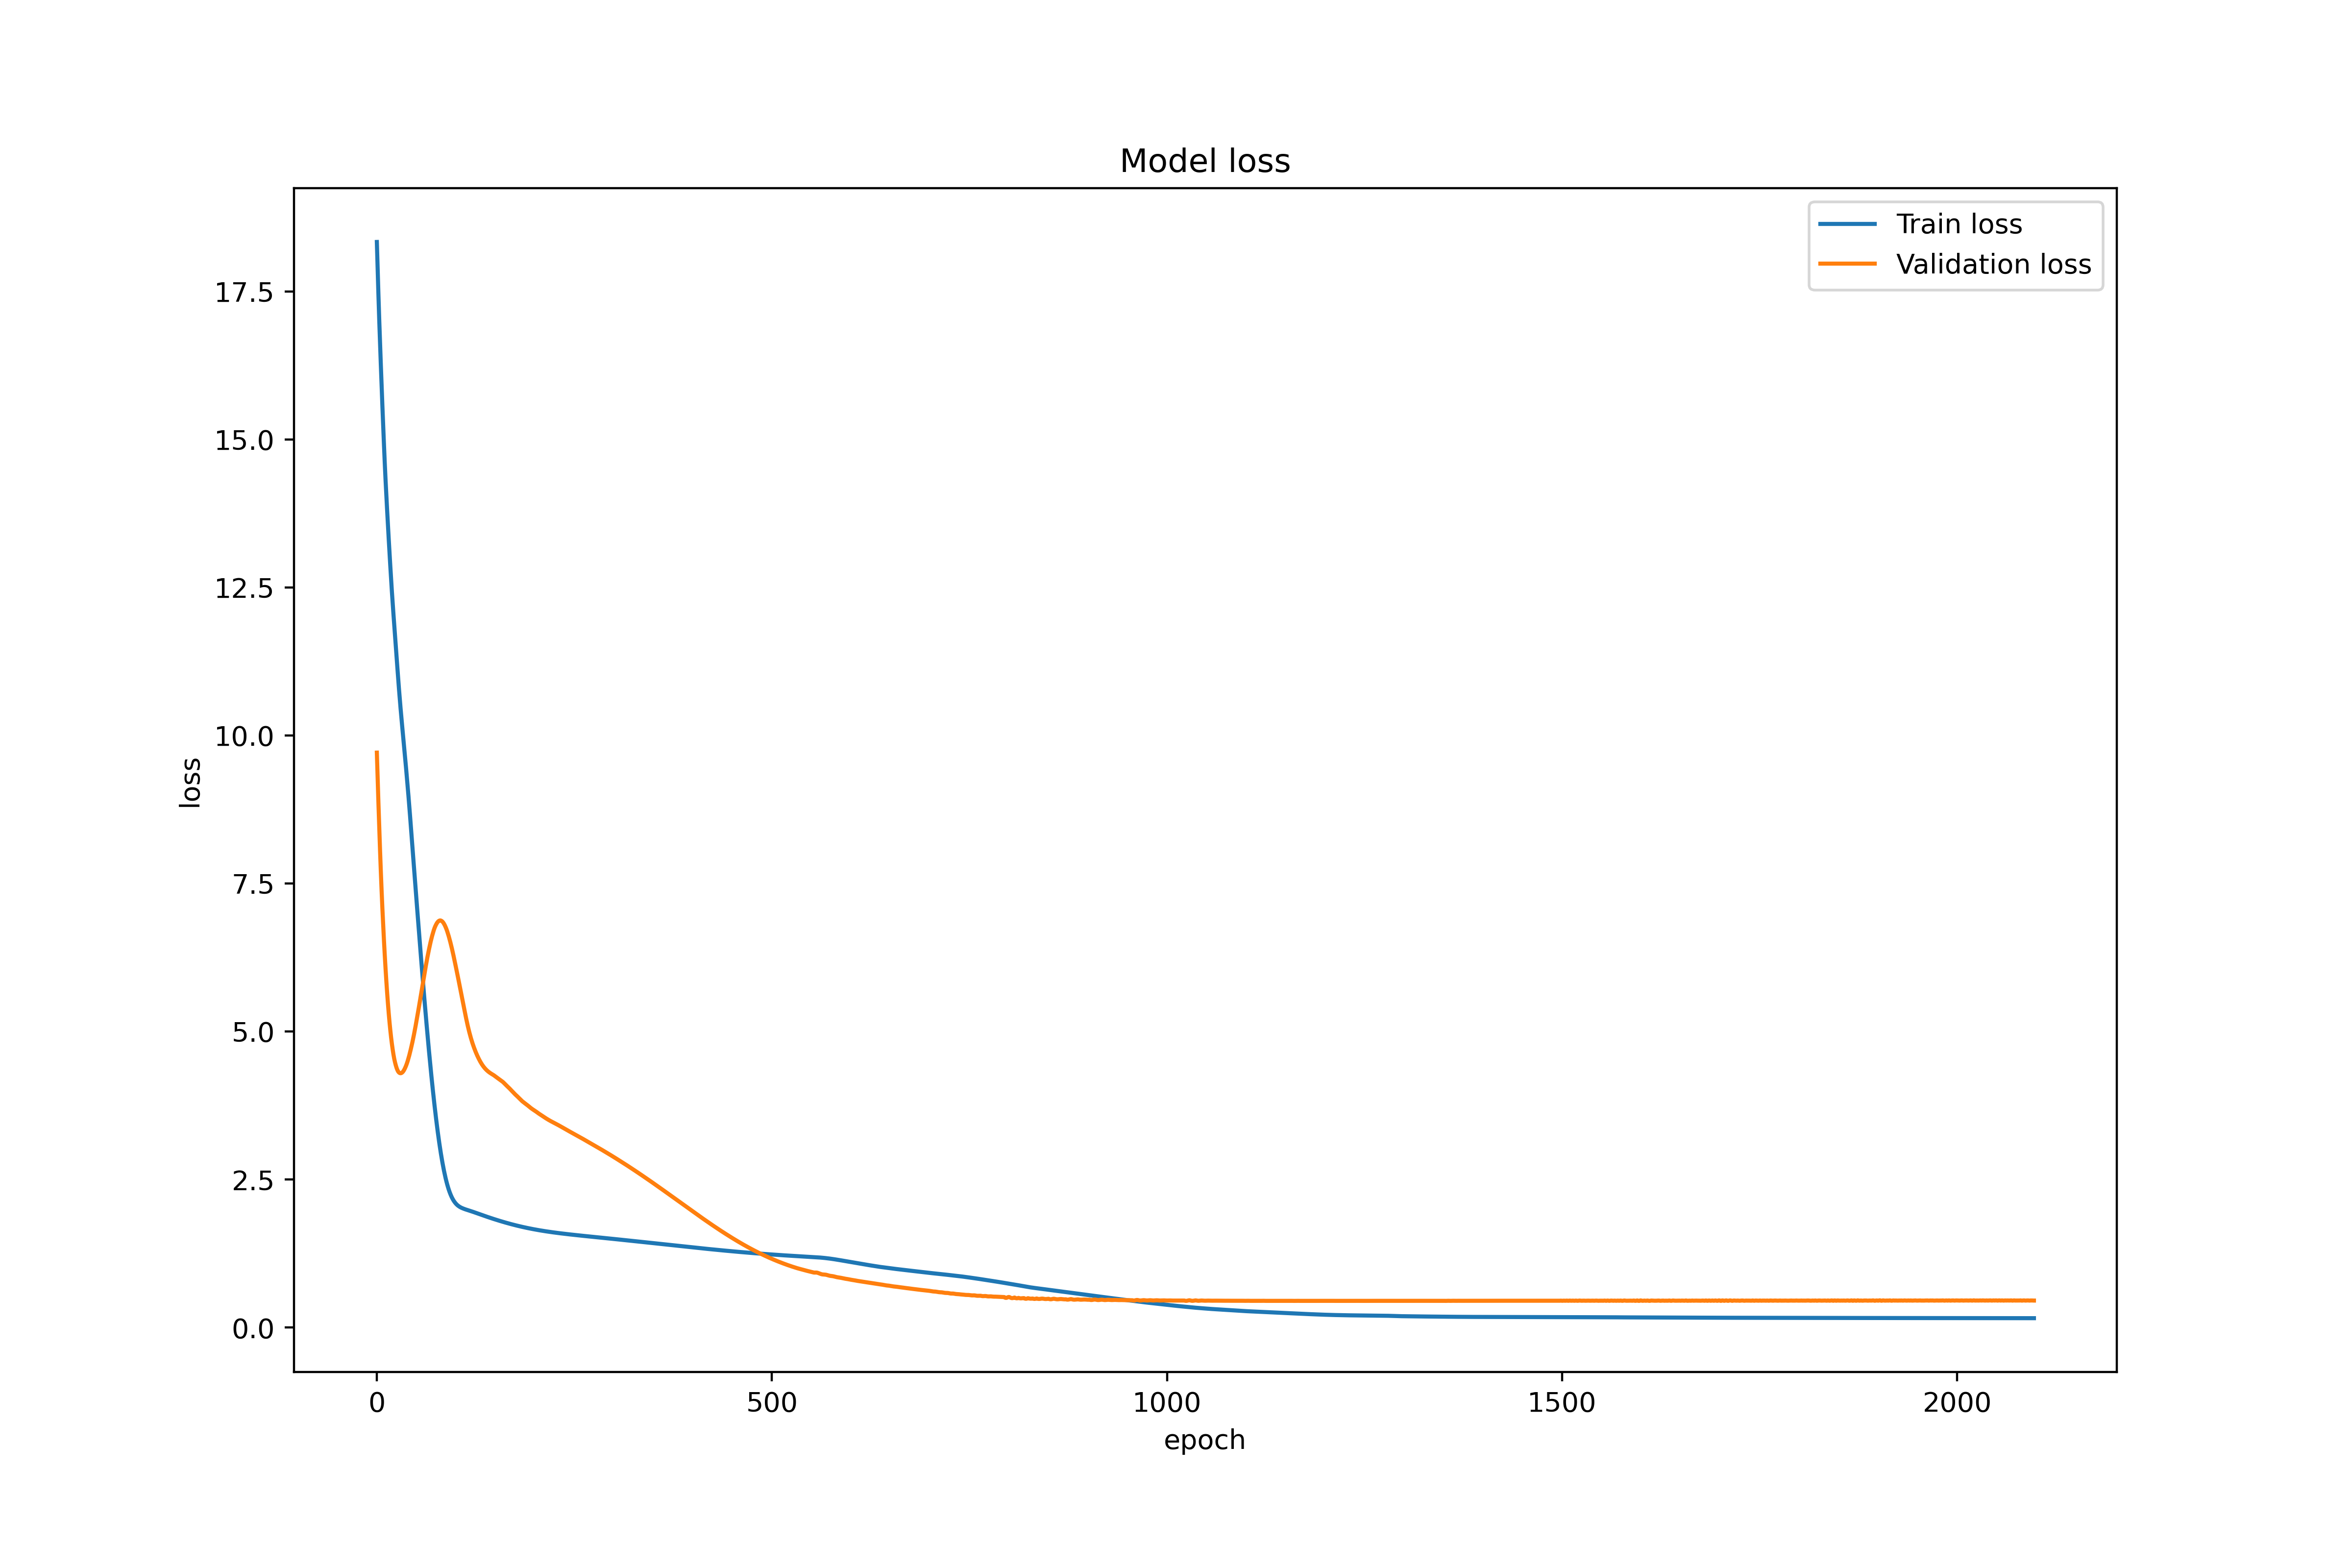 Model loss
Train loss
Validation loss
17.5
15.0
12.5
10.0
7.5
5.0
2.5
0.0
loss
0 500 1000 1500 2000
epoch